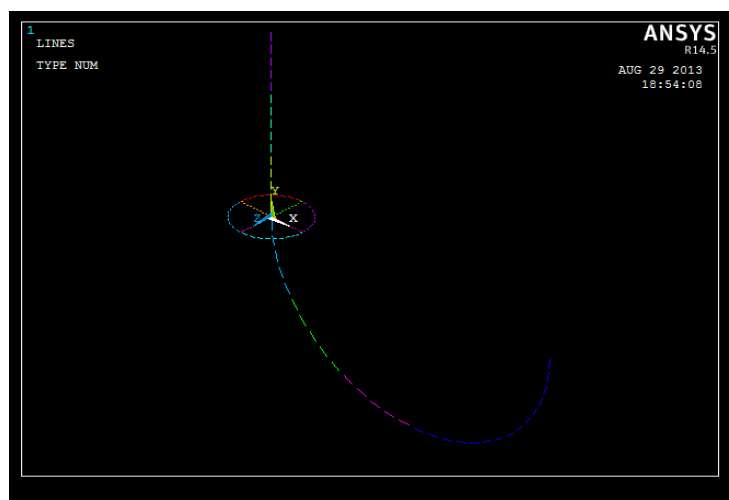 1
LINES
TYPE NUM
ANSYS
R14.5
AUG 29 2013
18:54:08
Y
Z
X